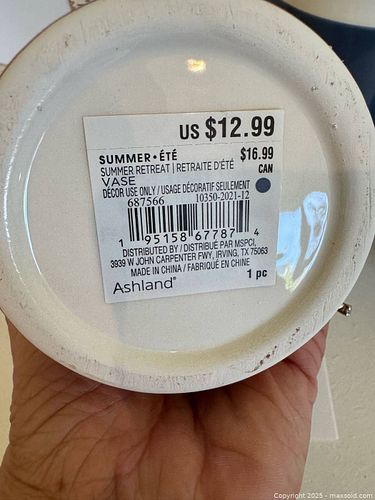 US $12.99
SUMMER • ÉTÉ $16.99
SUMMER RETREAT | RETRAITE D'ÉTÉ CAN
VASE
DÉCOR USE ONLY / USAGE DÉCORATIF SEULEMENT
687566 10350-2021-12
1 95158 67787 4
DISTRIBUTED BY / DISTRIBUÉ PAR MSPCI,
3939 W JOHN CARPENTER FWY, IRVING, TX 75063
MADE IN CHINA / FABRIQUÉ EN CHINE
Ashland® 1 pc
Copyright 2025 - maxsold.com